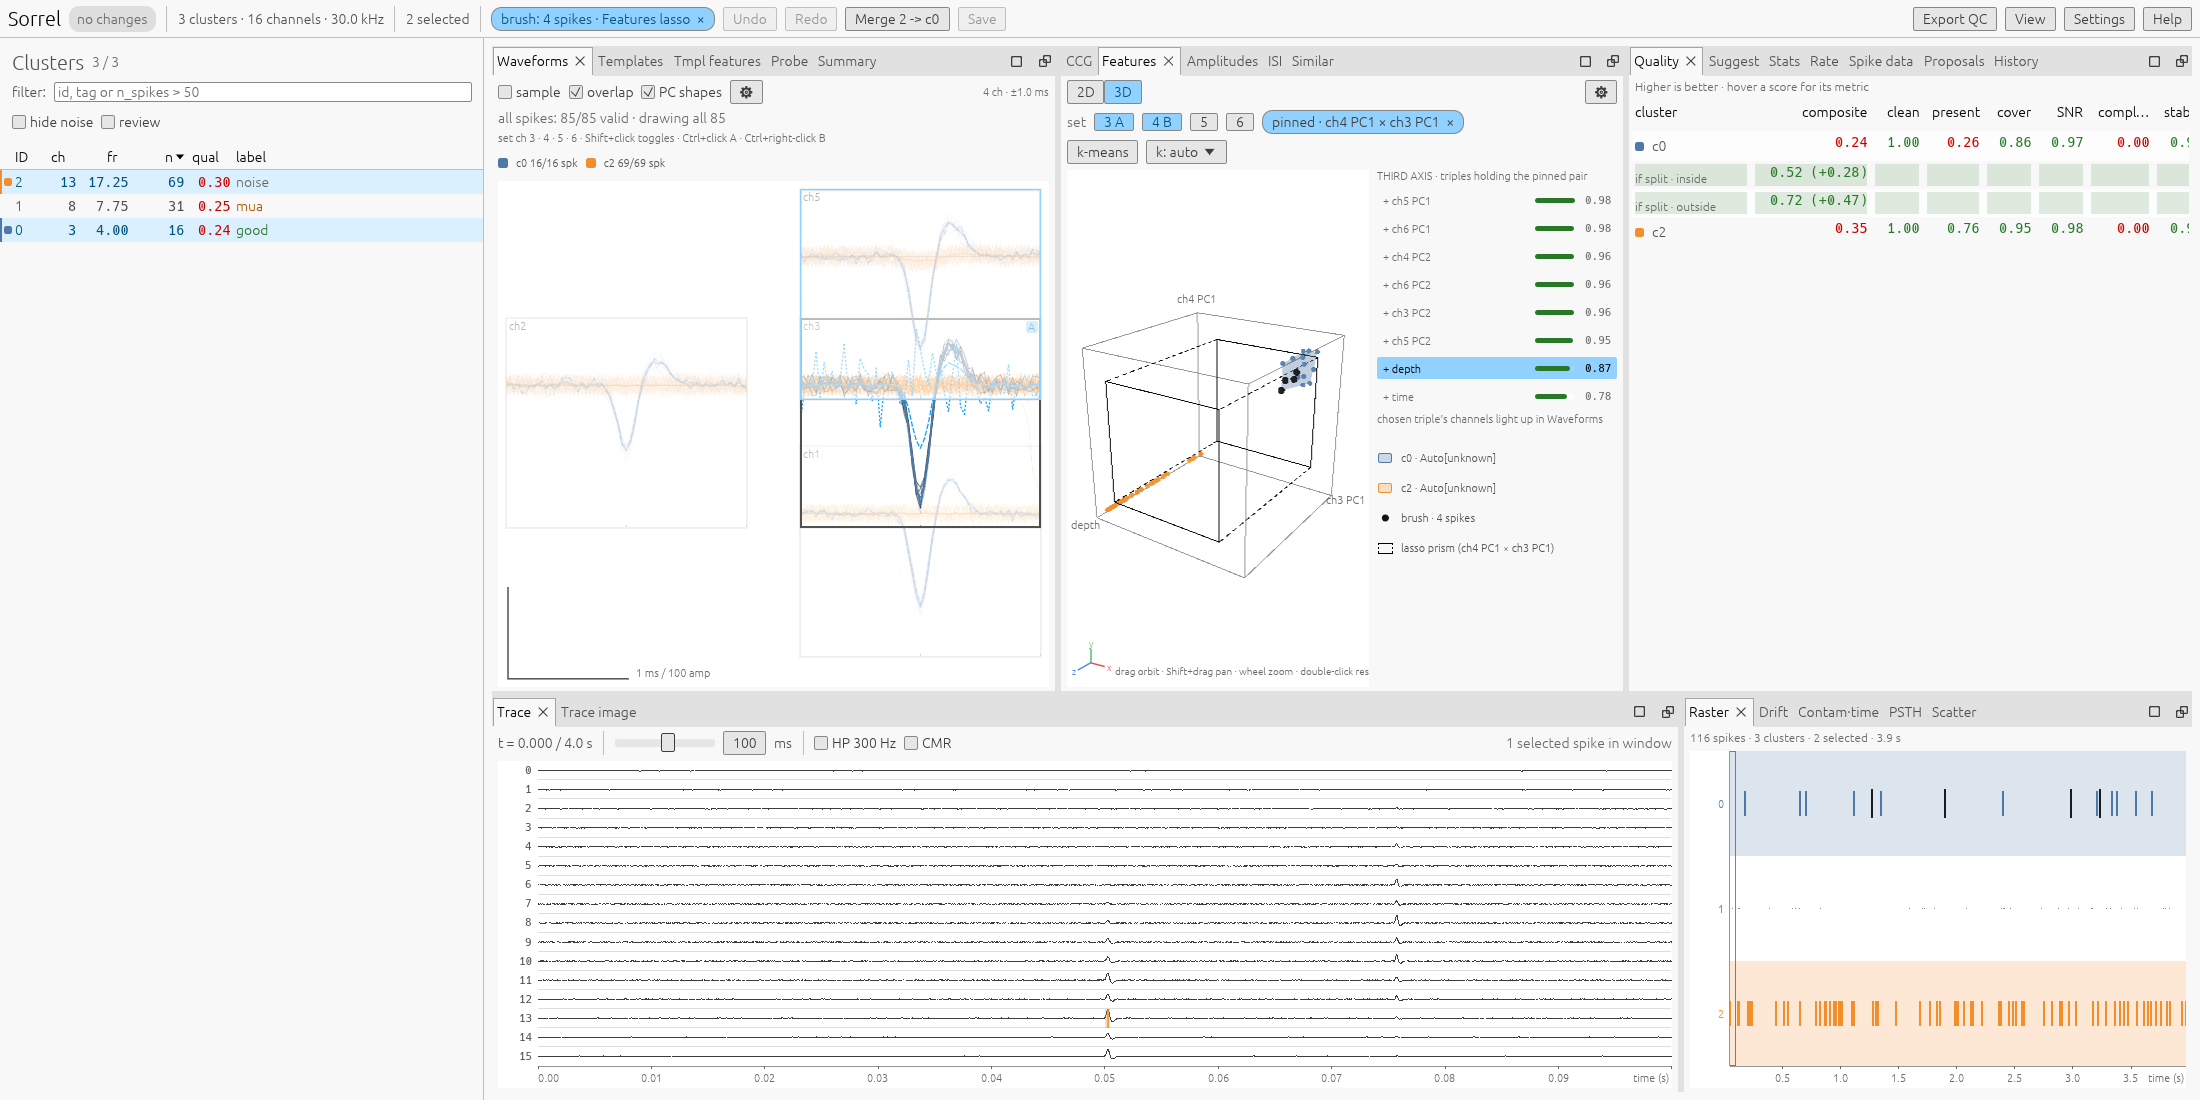 Sorrel no changes 3 clusters · 16 channels · 30.0 kHz 2 selected brush: 4 spikes · Features lasso × Undo Redo Merge 2 -> c0 Save Export QC View Settings Help
Clusters 3 / 3
filter: id, tag or n_spikes > 50
hide noise review
ID ch fr n qual label
2 13 17.25 69 0.30 noise
1 8 7.75 31 0.25 mua
0 3 4.00 16 0.24 good
Waveforms Templates Tmpl features Probe Summary
sample overlap PC shapes 4 ch · ±1.0 ms
all spikes: 85/85 valid · drawing all 85
set ch 3 · 4 · 5 · 6 · Shift+click toggles · Ctrl+click A · Ctrl+right-click B
c0 16/16 spk c2 69/69 spk
ch5
ch2
ch3 A
ch1
1 ms / 100 amp
CCG Features Amplitudes ISI Similar
2D 3D
set 3 A 4 B 5 6 pinned · ch4 PC1 × ch3 PC1 ×
k-means k: auto
THIRD AXIS · triples holding the pinned pair
+ ch5 PC1 0.98
+ ch6 PC1 0.98
+ ch4 PC2 0.96
+ ch6 PC2 0.96
+ ch3 PC2 0.96
+ ch5 PC2 0.95
+ depth 0.87
+ time 0.78
chosen triple's channels light up in Waveforms
c0 · Auto[unknown]
c2 · Auto[unknown]
brush · 4 spikes
lasso prism (ch4 PC1 × ch3 PC1)
ch4 PC1
ch3 PC1
depth
y
z x
drag orbit · Shift+drag pan · wheel zoom · double-click res
Quality Suggest Stats Rate Spike data Proposals History
Higher is better · hover a score for its metric
cluster composite clean present cover SNR compl... stab
c0 0.24 1.00 0.26 0.86 0.97 0.00 0.9
if split · inside 0.52 (+0.28)
if split · outside 0.72 (+0.47)
c2 0.35 1.00 0.76 0.95 0.98 0.00 0.9
Trace Trace image
t = 0.000 / 4.0 s 100 ms HP 300 Hz CMR 1 selected spike in window
0
1
2
3
4
5
6
7
8
9
10
11
12
13
14
15
0.00 0.01 0.02 0.03 0.04 0.05 0.06 0.07 0.08 0.09 time (s)
Raster Drift Contam·time PSTH Scatter
116 spikes · 3 clusters · 2 selected · 3.9 s
0
1
2
0.5 1.0 1.5 2.0 2.5 3.0 3.5 time (s)